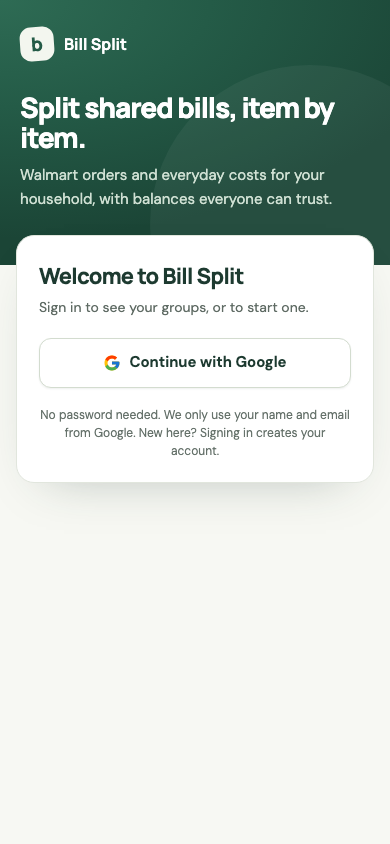 b
Bill Split
Split shared bills, item by
item.
Walmart orders and everyday costs for your
household, with balances everyone can trust.
Welcome to Bill Split
Sign in to see your groups, or to start one.
Continue with Google
No password needed. We only use your name and email
from Google. New here? Signing in creates your
account.